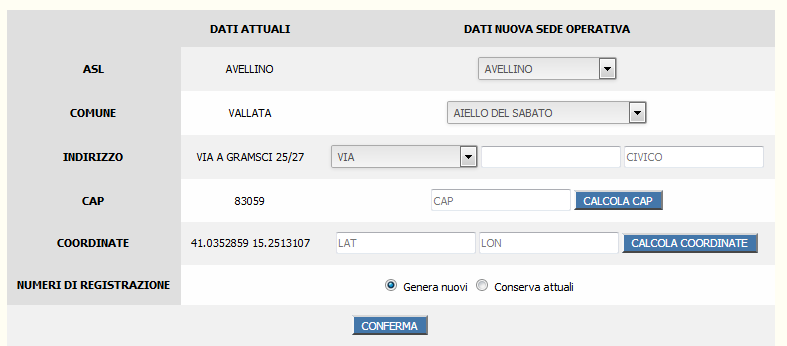 DATI ATTUALI DATI NUOVA SEDE OPERATIVA
ASL AVELLINO AVELLINO
COMUNE VALLATA AIELLO DEL SABATO
INDIRIZZO VIA A GRAMSCI 25/27 VIA CIVICO
CAP 83059 CAP CALCOLA CAP
COORDINATE 41.0352859 15.2513107 LAT LON CALCOLA COORDINATE
NUMERI DI REGISTRAZIONE Genera nuovi Conserva attuali
CONFERMA